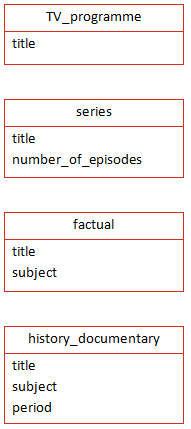 TV_programme
title
series
title
number_of_episodes
factual
title
subject
history_documentary
title
subject
period